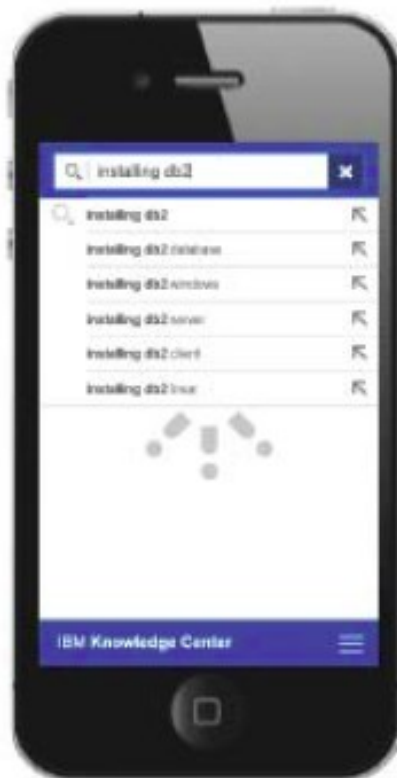 installing db2
installing db2
installing db2 database
installing db2 windows
installing db2 server
installing db2 client
installing db2 linux
IBM Knowledge Center